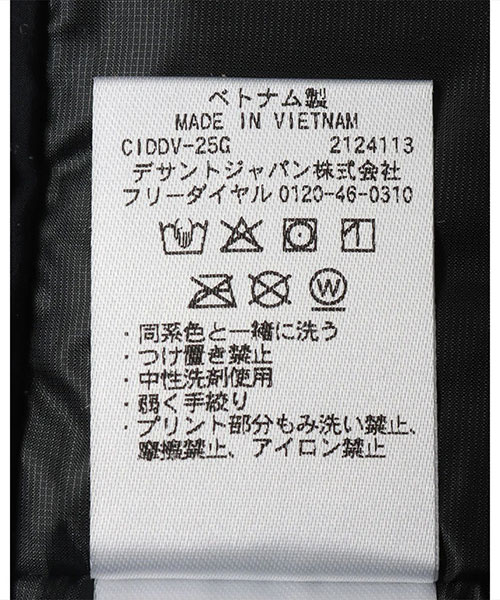 ベトナム製
MADE IN VIETNAM
CIDDV-25G 2124113
デサントジャパン株式会社
フリーダイヤル 0120-46-0310
W
・同系色と一緒に洗う
・つけ置き禁止
・中性洗剤使用
・弱く手絞り
・プリント部分もみ洗い禁止、
摩擦禁止、アイロン禁止